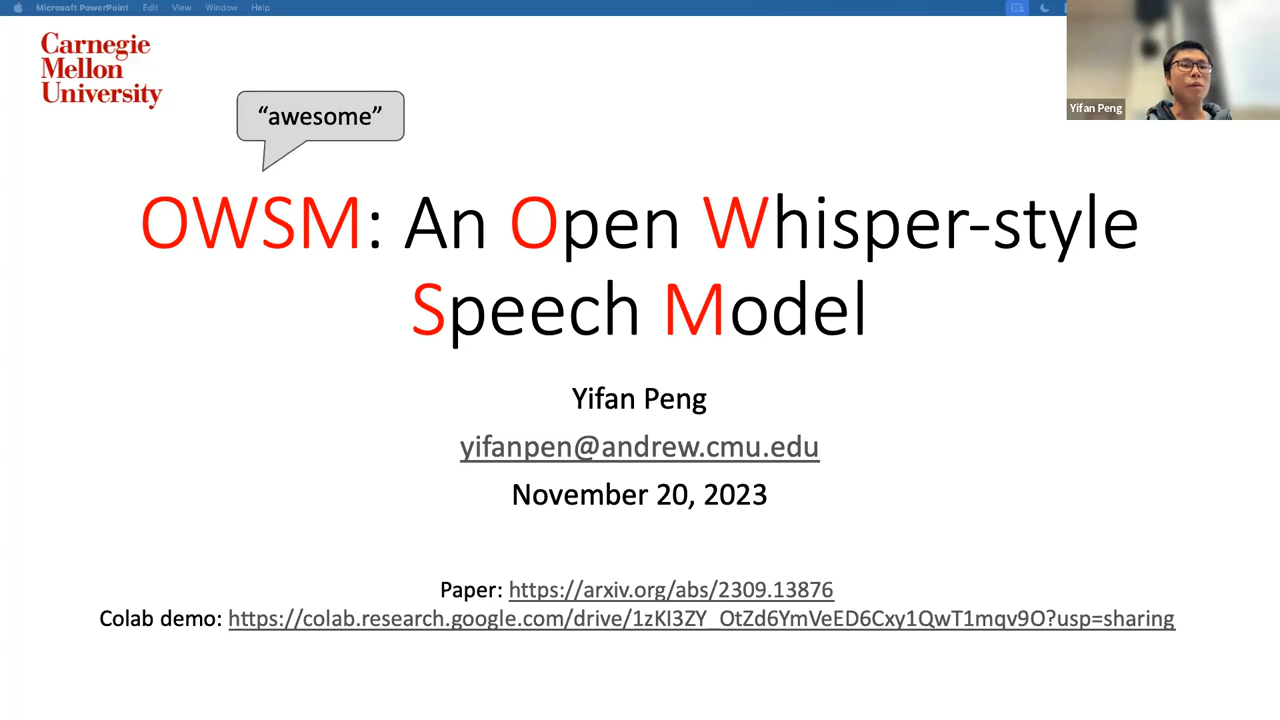 Microsoft PowerPoint Edit View Window Help
Carnegie
Mellon
University
Yifan Peng
“awesome”
OWSM: An Open Whisper-style
Speech Model
Yifan Peng
yifanpen@andrew.cmu.edu
November 20, 2023
Paper: https://arxiv.org/abs/2309.13876
Colab demo: https://colab.research.google.com/drive/1zKI3ZY_OtZd6YmVeED6Cxy1QwT1mqv9O?usp=sharing